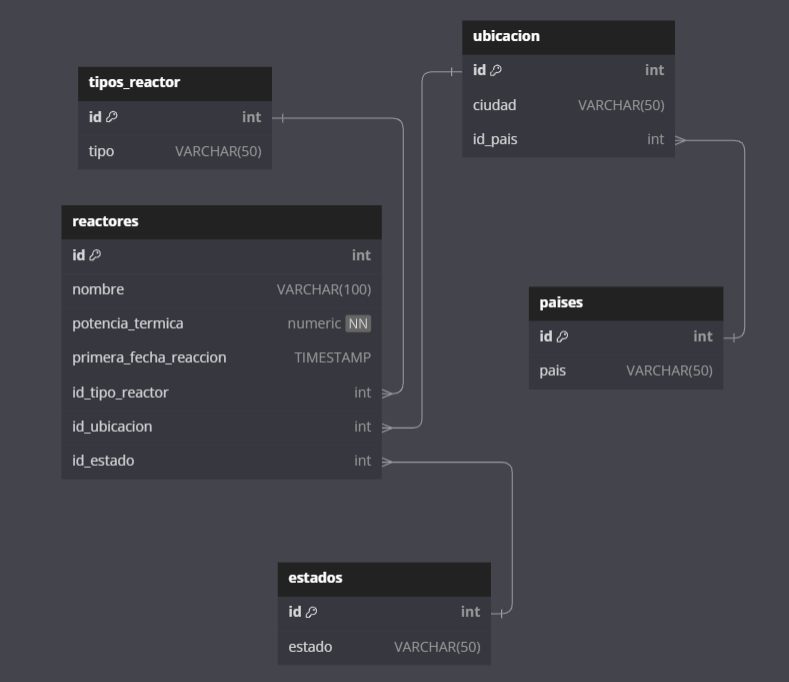 ubicacion
id int
ciudad VARCHAR(50)
id_pais int
tipos_reactor
id int
tipo VARCHAR(50)
reactores
id int
nombre VARCHAR(100)
potencia_termica numeric NN
primera_fecha_reaccion TIMESTAMP
id_tipo_reactor int
id_ubicacion int
id_estado int
paises
id int
pais VARCHAR(50)
estados
id int
estado VARCHAR(50)